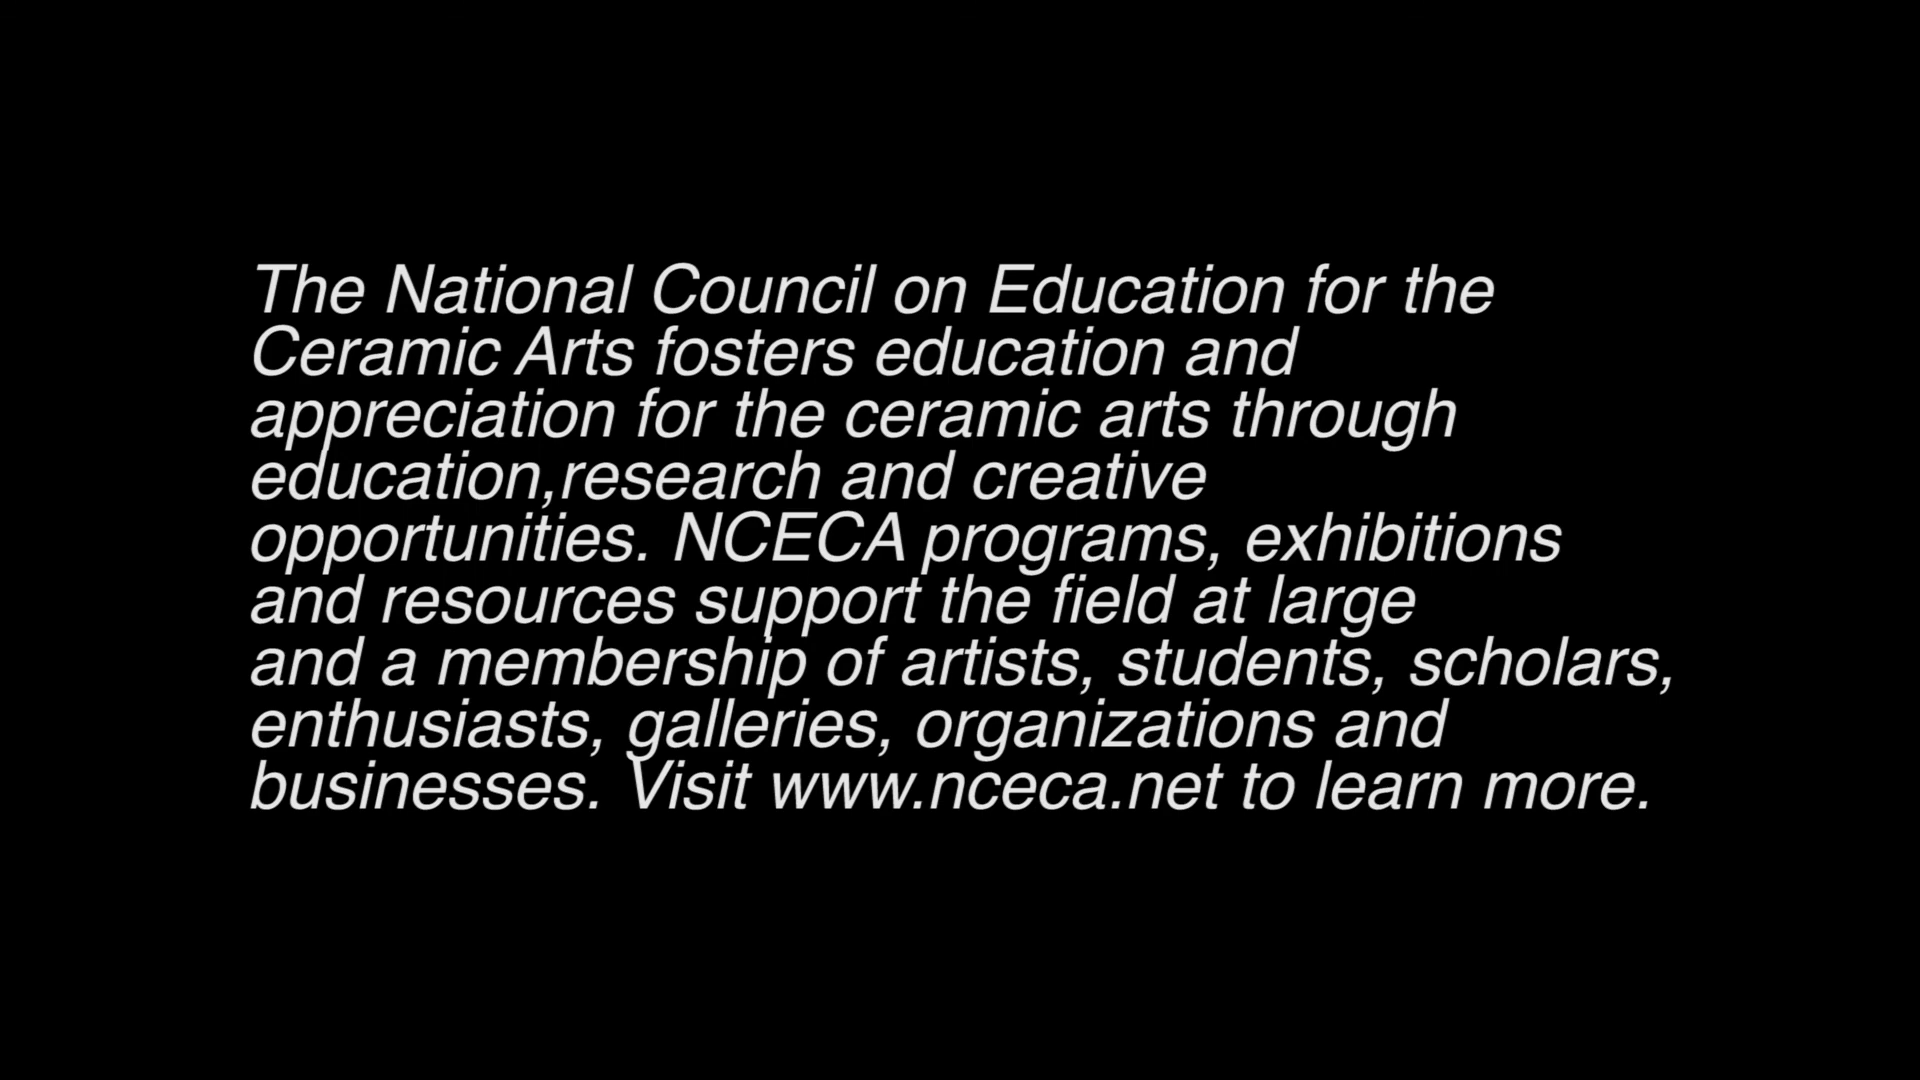 The National Council on Education for the
Ceramic Arts fosters education and
appreciation for the ceramic arts through
education,research and creative
opportunities. NCECA programs, exhibitions
and resources support the field at large
and a membership of artists, students, scholars,
enthusiasts, galleries, organizations and
businesses. Visit www.nceca.net to learn more.